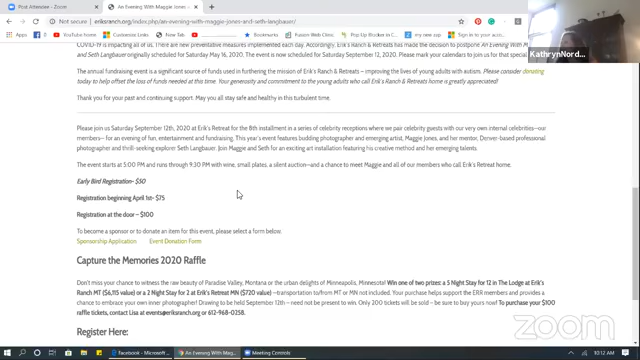 Post Attendee - Zoom
An Evening With Maggie Jones an
Not secure | eriksranch.org/index.php/an-evening-with-maggie-jones-and-seth-langbauer/
Apps
Suggested Sites
Imported From IE
FFL
Login
Fusion Web Clinic
Pop Up Blocker fo
my new sup
KathrynNord...
COVID-19 is impacting all of us. There are new preventative measures implemented each day. Accordingly, Erik's Ranch & Retreats has made the decision to postpone An Evening With M
and Seth Langbauer originally scheduled for Saturday May 16, 2020. The event is now scheduled for Saturday September 12, 2020. Please mark your calendars to join us for that special
The annual fundraising event is a significant source of funds used in furthering the mission of Erik's Ranch & Retreats – improving the lives of young adults with autism. Please consider donating
today to help offset the loss of funds needed at this time. Your generosity and commitment to the young adults who call Erik's Retreat home is greatly appreciated!
Thank you for your past and continuing support. May you all stay safe and healthy in this turbulent time.
Please join us Saturday September 12th, 2020 at Erik's Retreat for the 8th installment in a series of celebrity receptions where we pair celebrity guests with our very own internal celebrities –our
members– for an evening of fun, entertainment and fundraising. This year's event features budding photographer and emerging artist, Maggie Jones, and her mentor, Denver-based professional
photographer and thrill-seeking explorer Seth Langbauer. Join Maggie and Seth for an exciting art installation featuring his creative method and her emerging talents.
The event starts at 5:00 PM and runs through 9:30 PM with wine, small plates, a silent auction—and a chance to meet Maggie and all of our members who call Erik's Retreat home.
Early Bird Registration- $50
Registration beginning April 1st- $75
Registration at the door – $100
To become a sponsor or to donate an item for this event, please select a form below.
Sponsorship Application Event Donation Form
Capture the Memories 2020 Raffle
Don't miss your chance to witness the raw beauty of Paradise Valley, Montana or the urban delights of Minneapolis, Minnesota! Win one of two prizes: a 5 Night Stay for 12 in The Lodge at Erik's
Ranch MT ($6,115 value) or a 2 Night Stay for 2 at Erik's Retreat MN ($720 value) –transportation to/from MT or MN not included. Your purchase helps support the ERR members and provides a
chance to embrace your own inner photographer! Drawing to be held September 12th – need not be present to win. Only 200 tickets will be sold – be sure to buy yours now! To purchase your $100
raffle tickets, contact Lisa at events@eriksranch.org or 612-968-0258.
Register Here:
zoom
Facebook - Microsoft
An Evening With Mag...
Meeting Controls
10:12 AM